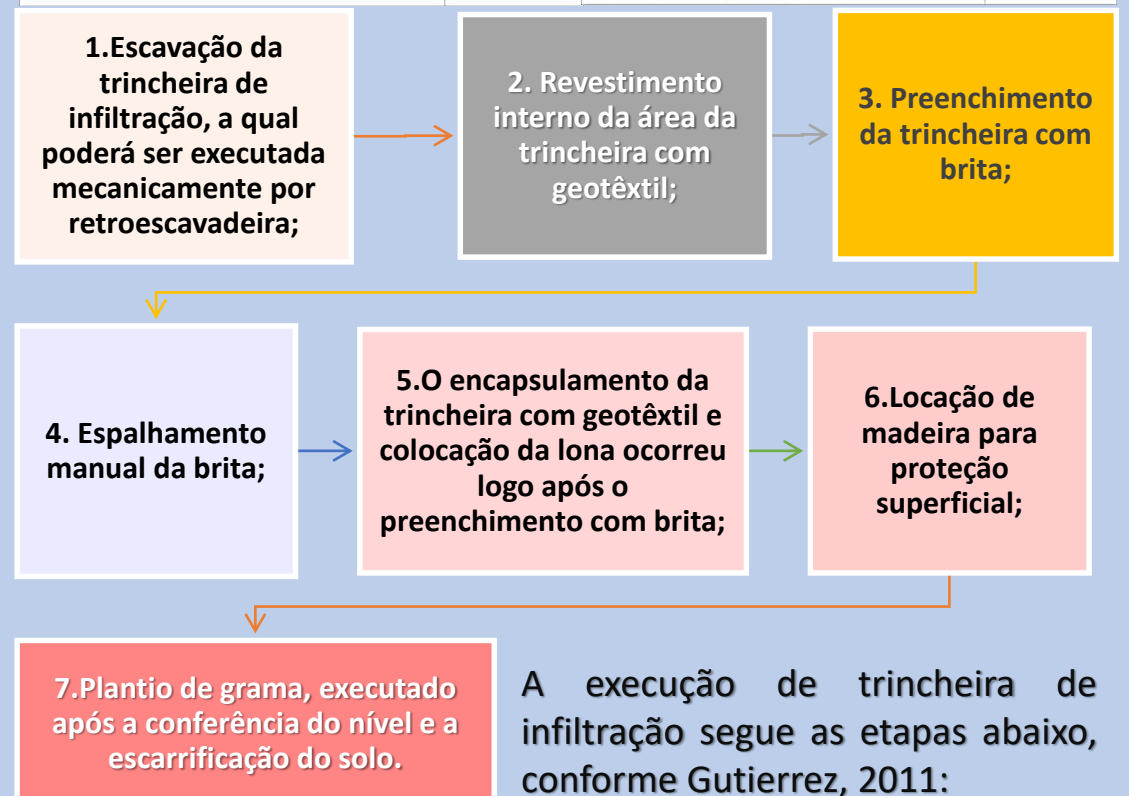 1.Escavação da
trincheira de
infiltração, a qual
poderá ser executada
mecanicamente por
retroescavadeira;
2. Revestimento
interno da área da
trincheira com
geotêxtil;
3. Preenchimento
da trincheira com
brita;
4. Espalhamento
manual da brita;
5.O encapsulamento da
trincheira com geotêxtil e
colocação da lona ocorreu
logo após o
preenchimento com brita;
6.Locação de
madeira para
proteção
superficial;
7.Plantio de grama, executado
após a conferência do nível e a
escarrificação do solo.
A execução de trincheira de
infiltração segue as etapas abaixo,
conforme Gutierrez, 2011: